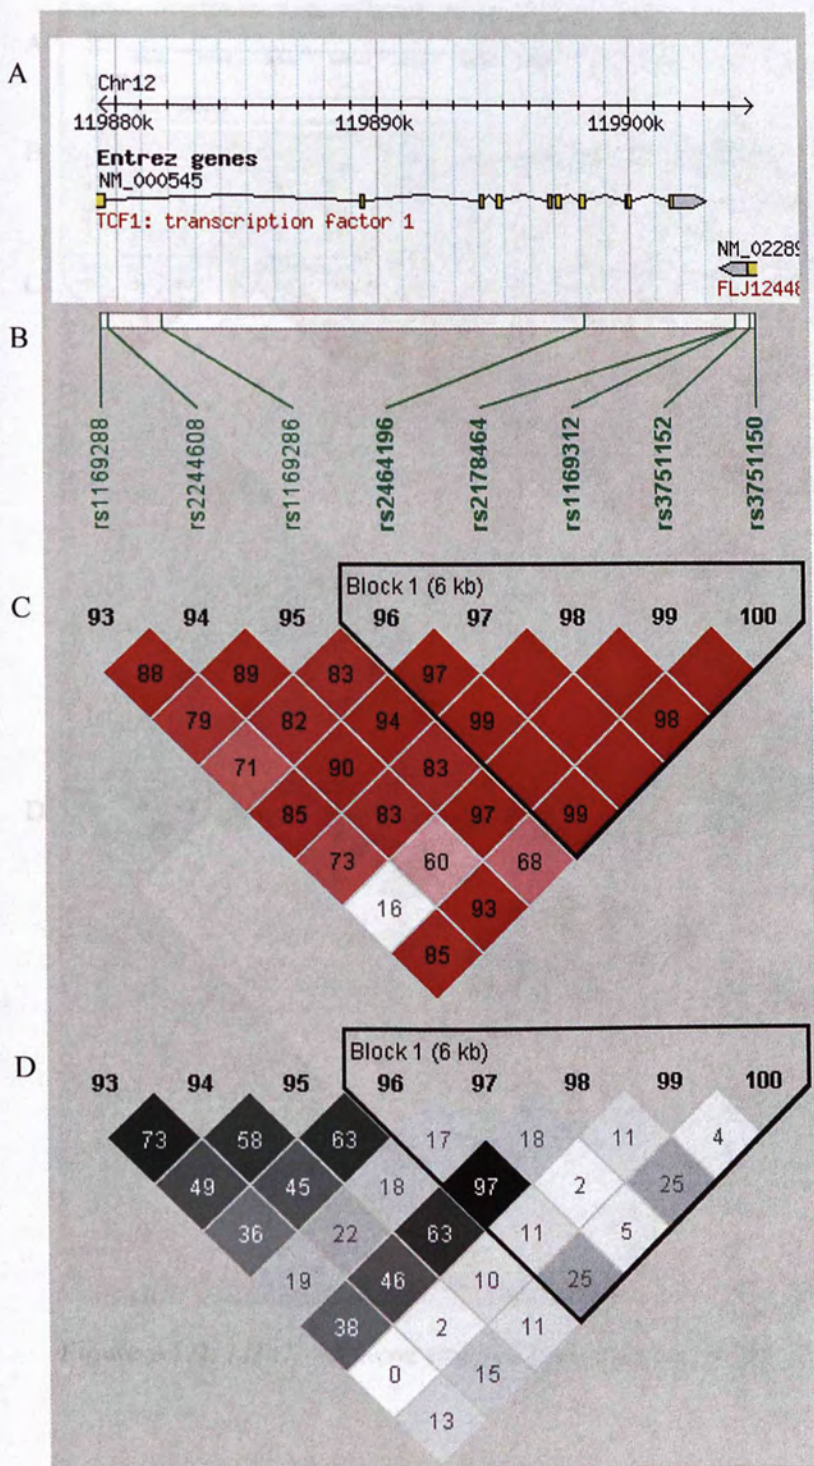 A
Chr12
119880k 119890k 119900k
Entrez genes
NM_000545
TCF1: transcription factor 1
NM_0228
FLJ12448
B
rs1169288 rs2244608 rs1169286 rs2464196 rs2178464 rs1169312 rs3751152 rs3751150
C
Block 1 (6 kb)
93 94 95 96 97 98 99 100
88 89 83 97
79 82 94 99 98
71 90 83
85 83 97 99
73 60 68
16 93
85
D
Block 1 (6 kb)
93 94 95 96 97 98 99 100
73 58 63 17 18 11 4
49 45 18 97 2 25
36 22 63 11 5
19 46 10 25
38 2 11
0 15
13